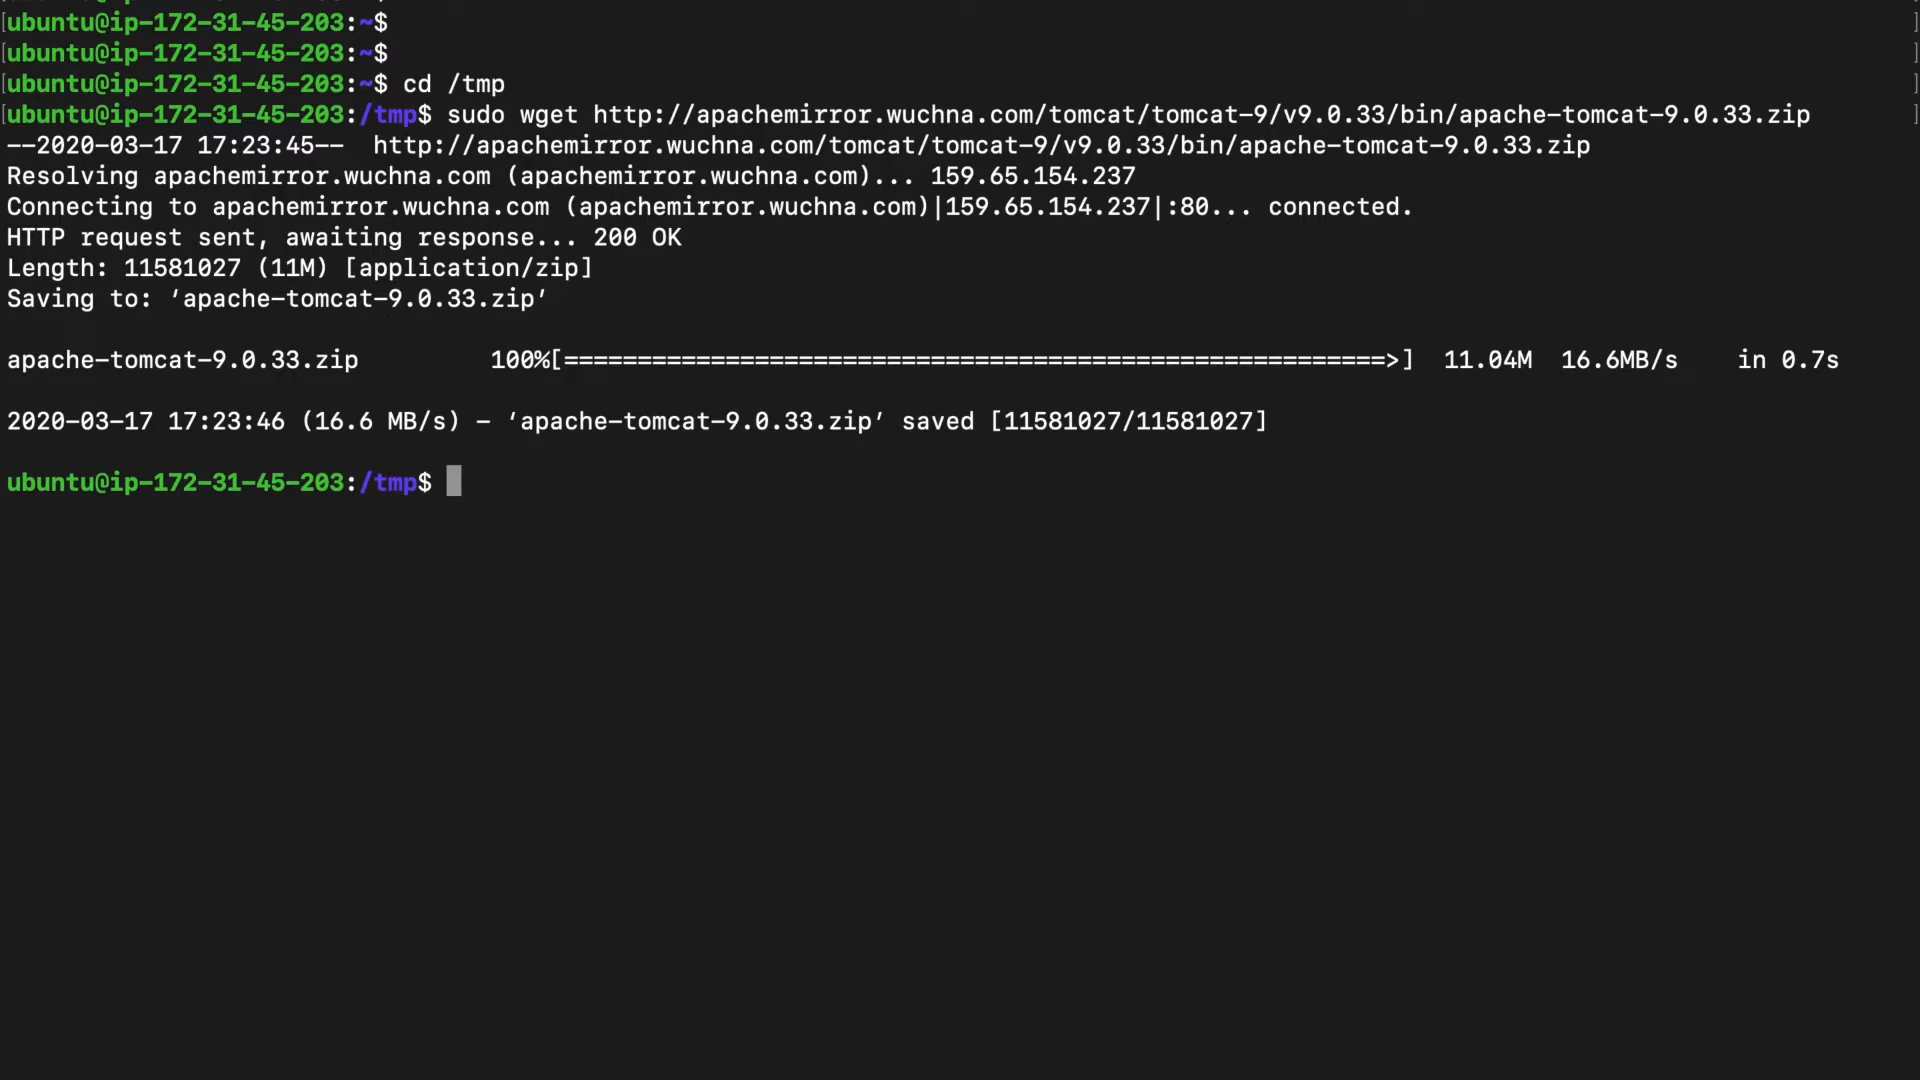 [ubuntu@ip-172-31-45-203:~$ ]
[ubuntu@ip-172-31-45-203:~$ ]
[ubuntu@ip-172-31-45-203:~$ cd /tmp ]
[ubuntu@ip-172-31-45-203:/tmp$ sudo wget http://apachemirror.wuchna.com/tomcat/tomcat-9/v9.0.33/bin/apache-tomcat-9.0.33.zip ]
--2020-03-17 17:23:45--  http://apachemirror.wuchna.com/tomcat/tomcat-9/v9.0.33/bin/apache-tomcat-9.0.33.zip
Resolving apachemirror.wuchna.com (apachemirror.wuchna.com)... 159.65.154.237
Connecting to apachemirror.wuchna.com (apachemirror.wuchna.com)|159.65.154.237|:80... connected.
HTTP request sent, awaiting response... 200 OK
Length: 11581027 (11M) [application/zip]
Saving to: ‘apache-tomcat-9.0.33.zip’
apache-tomcat-9.0.33.zip         100%[========================================================>]  11.04M  16.6MB/s    in 0.7s
2020-03-17 17:23:46 (16.6 MB/s) - ‘apache-tomcat-9.0.33.zip’ saved [11581027/11581027]
ubuntu@ip-172-31-45-203:/tmp$